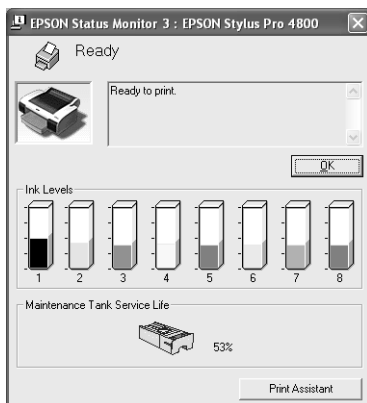 EPSON Status Monitor 3 : EPSON Stylus Pro 4800
Ready
Ready to print.
OK
Ink Levels
1 2 3 4 5 6 7 8
Maintenance Tank Service Life
53%
Print Assistant